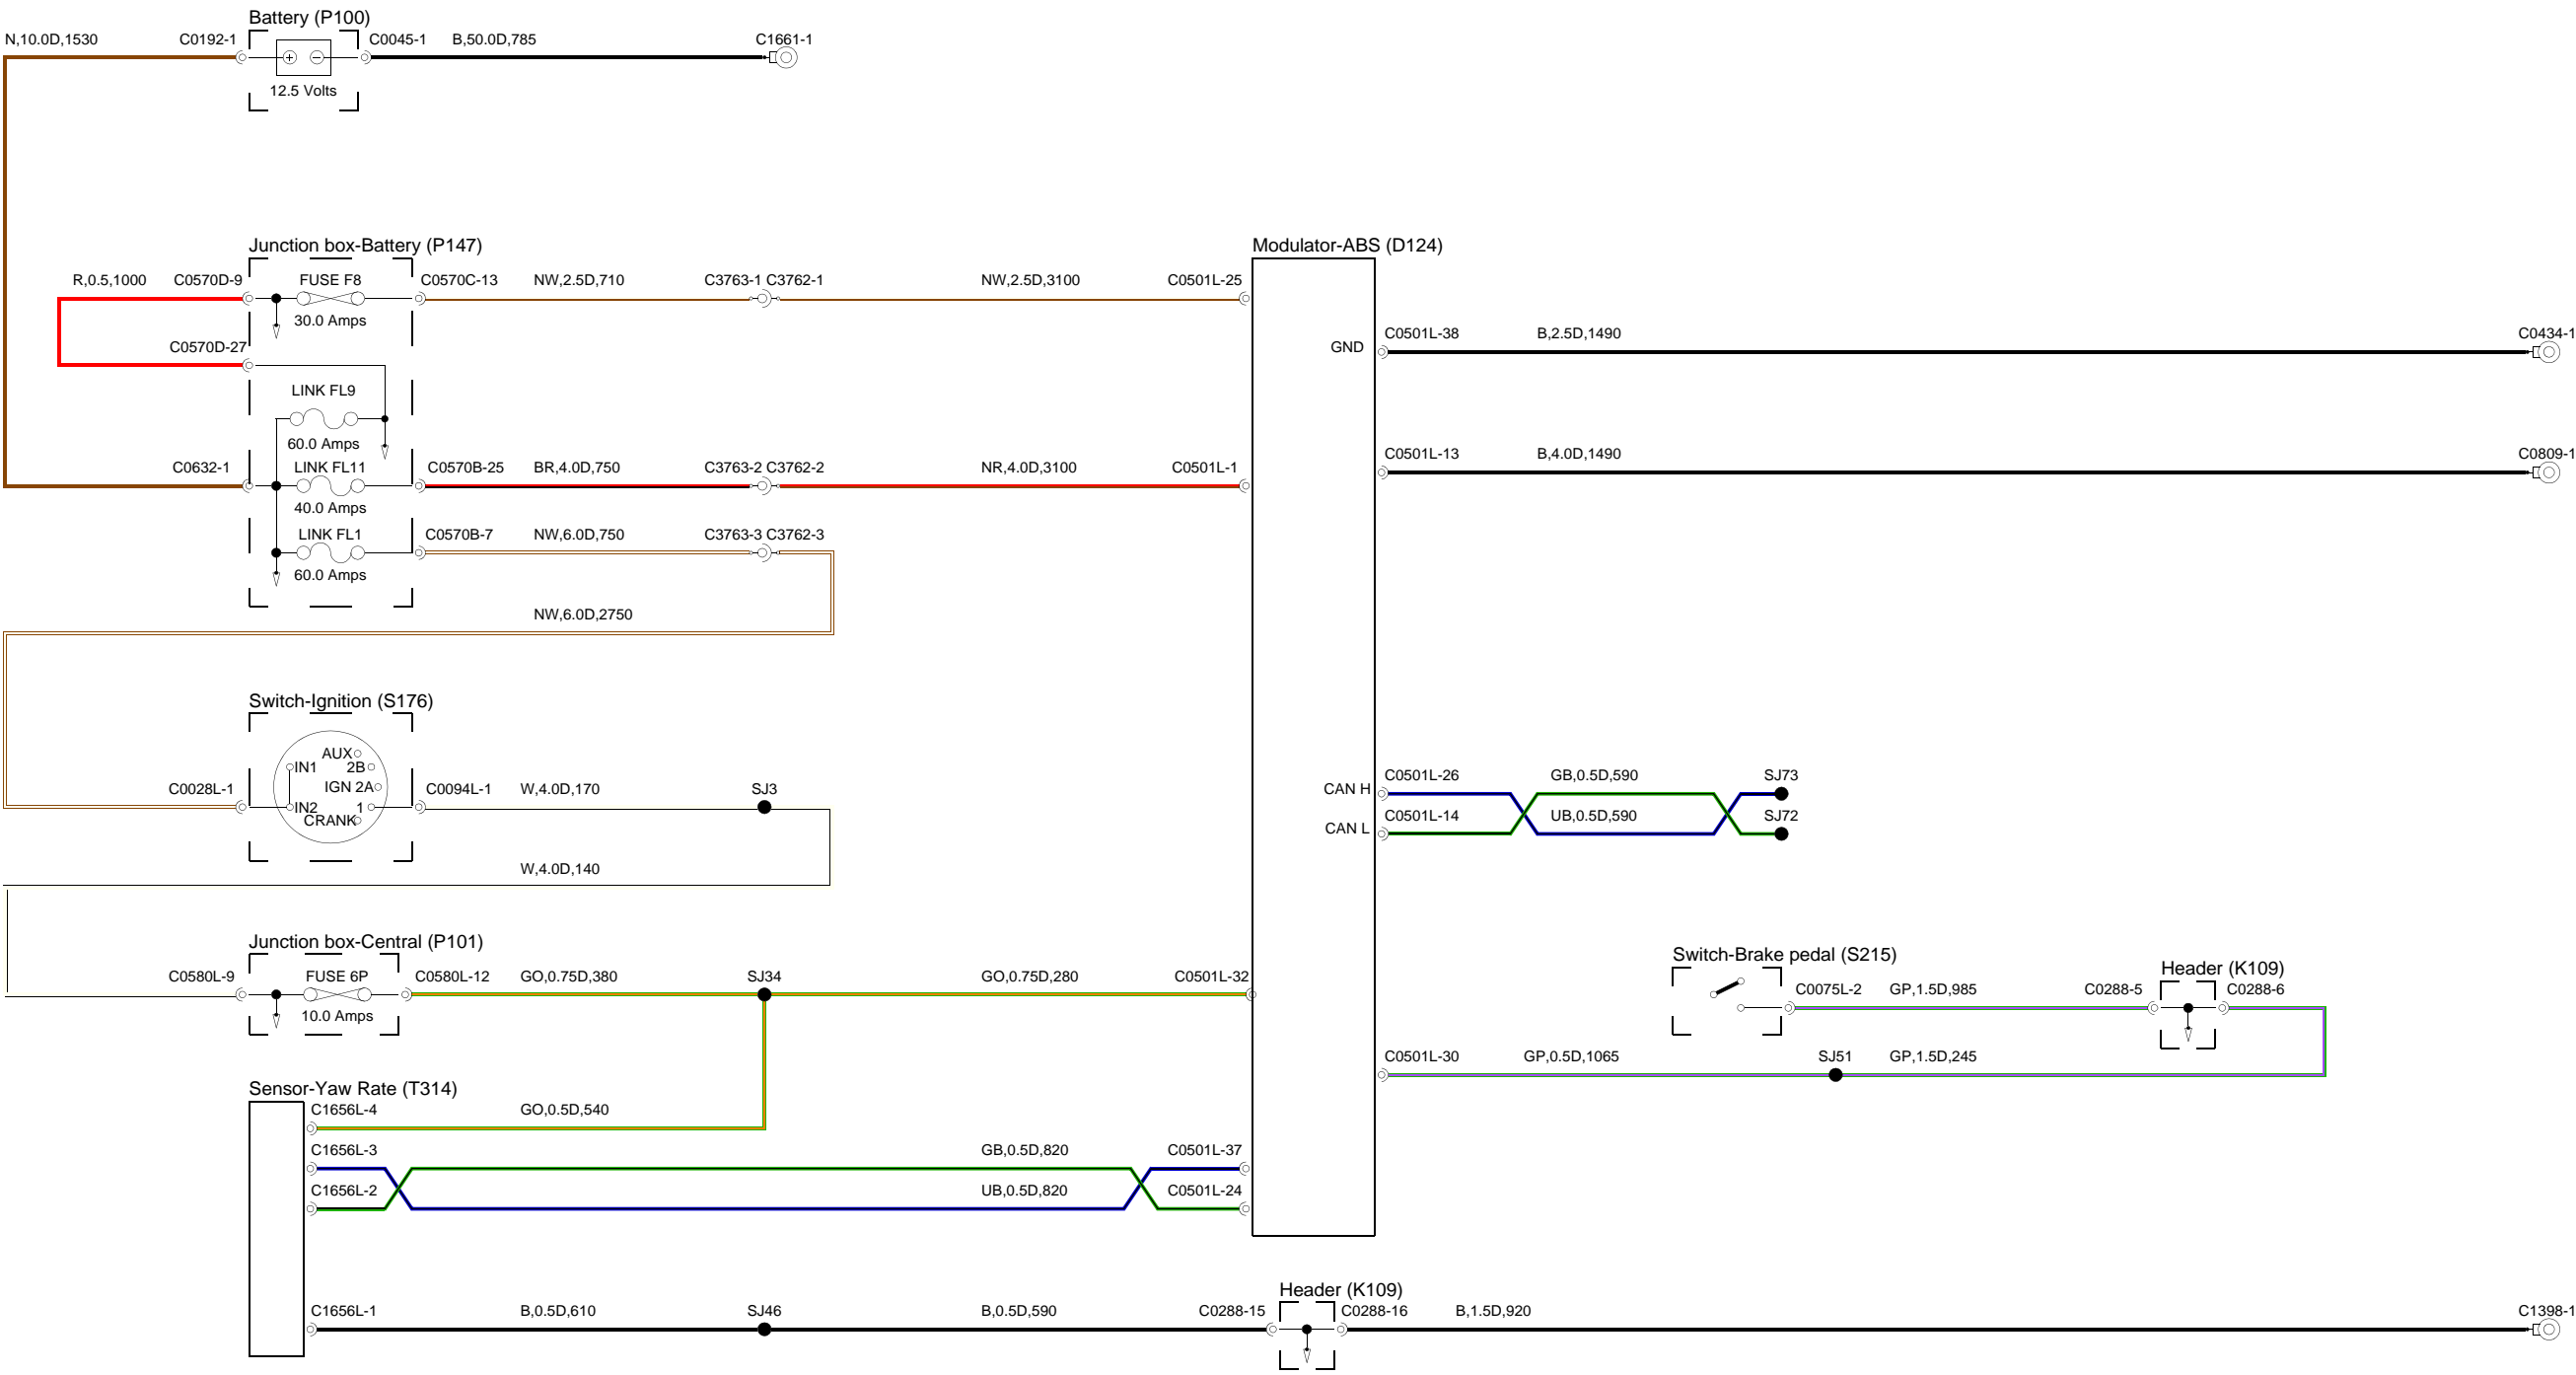 Battery (P100)
N,10.0D,1530 C0192-1 C0045-1 B,50.0D,785 C1661-1
12.5 Volts
Junction box-Battery (P147) Modulator-ABS (D124)
R,0.5,1000 C0570D-9 FUSE F8 C0570C-13 NW,2.5D,710 C3763-1 C3762-1 NW,2.5D,3100 C0501L-25
30.0 Amps
C0501L-38 B,2.5D,1490 C0434-1
C0570D-27 GND
LINK FL9
60.0 Amps
C0501L-13 B,4.0D,1490 C0809-1
C0632-1 LINK FL11 C0570B-25 BR,4.0D,750 C3763-2 C3762-2 NR,4.0D,3100 C0501L-1
40.0 Amps
LINK FL1 C0570B-7 NW,6.0D,750 C3763-3 C3762-3
60.0 Amps
NW,6.0D,2750
Switch-Ignition (S176)
AUX
IN1 2B
IGN 2A
C0501L-26 GB,0.5D,590 SJ73
CAN H
C0028L-1 C0094L-1 W,4.0D,170 SJ3
IN2 1
CRANK
C0501L-14 UB,0.5D,590 SJ72
CAN L
W,4.0D,140
Junction box-Central (P101)
Switch-Brake pedal (S215)
Header (K109)
C0580L-9 FUSE 6P C0580L-12 GO,0.75D,380 SJ34 GO,0.75D,280 C0501L-32
C0075L-2 GP,1.5D,985 C0288-5 C0288-6
10.0 Amps
C0501L-30 GP,0.5D,1065 SJ51 GP,1.5D,245
Sensor-Yaw Rate (T314)
C1656L-4 GO,0.5D,540
C1656L-3 GB,0.5D,820 C0501L-37
C1656L-2 UB,0.5D,820 C0501L-24
Header (K109)
C1656L-1 B,0.5D,610 SJ46 B,0.5D,590 C0288-15 C0288-16 B,1.5D,920 C1398-1